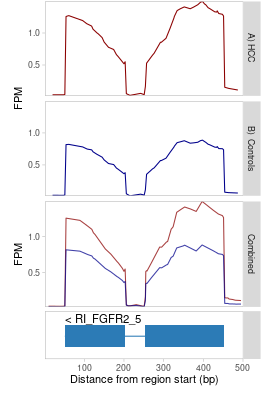 1.0
0.5
A) HCC
FPM
1.0
0.5
B) Controls
1.0
0.5
FPM
Combined
< RI_FGFR2_5
100 200 300 400 500
Distance from region start (bp)